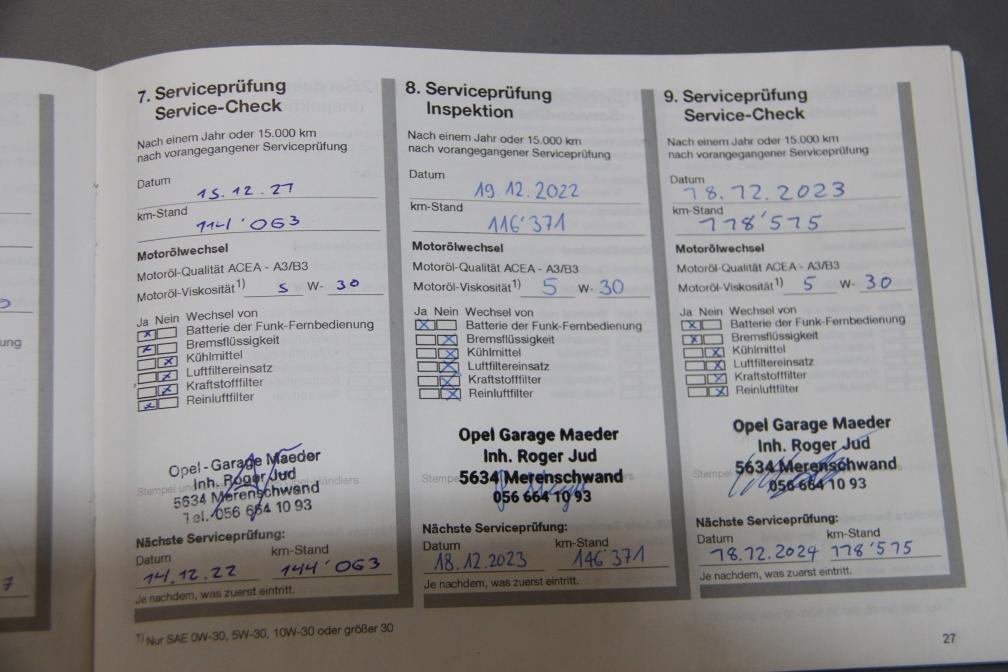 7. Serviceprüfung
Service-Check
Nach einem Jahr oder 15.000 km
nach vorangegangener Serviceprüfung
Datum
15.12.21
km-Stand
114'063
Motorölwechsel
Motoröl-Qualität ACEA - A3/B3
Motoröl-Viskosität1) 5 W- 30
Ja Nein Wechsel von
x Batterie der Funk-Fernbedienung
x Bremsflüssigkeit
x Kühlmittel
x Luftfiltereinsatz
x Kraftstofffilter
x Reinluftfilter
Opel-Garage Maeder
Inh. Roger Jud
5634 Merenschwand
Tel. 056 664 10 93
Nächste Serviceprüfung:
Datum km-Stand
14.12.22 144'063
Je nachdem, was zuerst eintritt.
8. Serviceprüfung
Inspektion
Nach einem Jahr oder 15.000 km
nach vorangegangener Serviceprüfung
Datum
19.12.2022
km-Stand
116'371
Motorölwechsel
Motoröl-Qualität ACEA - A3/B3
Motoröl-Viskosität1) 5 W- 30
Ja Nein Wechsel von
x Batterie der Funk-Fernbedienung
x Bremsflüssigkeit
x Kühlmittel
x Luftfiltereinsatz
x Kraftstofffilter
x Reinluftfilter
Opel Garage Maeder
Inh. Roger Jud
5634 Merenschwand
056 664 10 93
Nächste Serviceprüfung:
Datum km-Stand
18.12.2023 146'371
Je nachdem, was zuerst eintritt.
9. Serviceprüfung
Service-Check
Nach einem Jahr oder 15.000 km
nach vorangegangener Serviceprüfung
Datum
18.12.2023
km-Stand
118'515
Motorölwechsel
Motoröl-Qualität ACEA - A3/B3
Motoröl-Viskosität1) 5 W- 30
Ja Nein Wechsel von
x Batterie der Funk-Fernbedienung
x Bremsflüssigkeit
x Kühlmittel
x Luftfiltereinsatz
x Kraftstofffilter
x Reinluftfilter
Opel Garage Maeder
Inh. Roger Jud
Stempel
5634 Merenschwand
056 664 10 93
Nächste Serviceprüfung:
Datum km-Stand
18.12.2024 118'515
Je nachdem, was zuerst eintritt.
1) Nur SAE 0W-30, 5W-30, 10W-30 oder größer 30
27